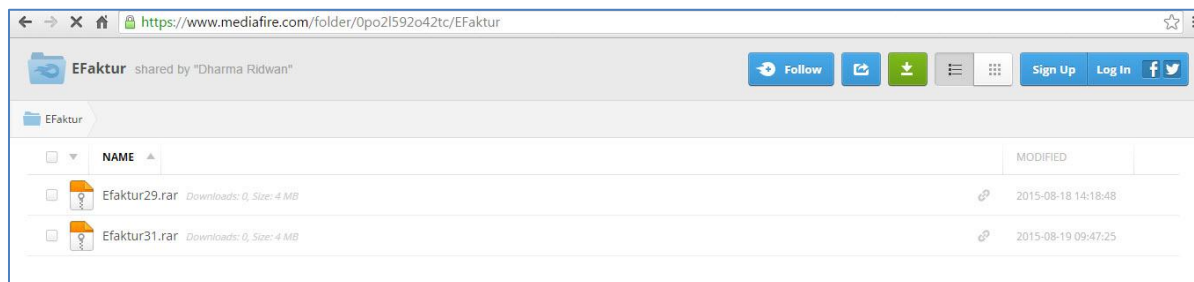 https://www.mediafire.com/folder/0po2l592o42tc/EFaktur
EFaktur shared by "Dharma Ridwan" Follow Sign Up Log In
EFaktur
NAME MODIFIED
Efaktur29.rar Downloads: 0, Size: 4 MB 2015-08-18 14:18:48
Efaktur31.rar Downloads: 0, Size: 4 MB 2015-08-19 09:47:25